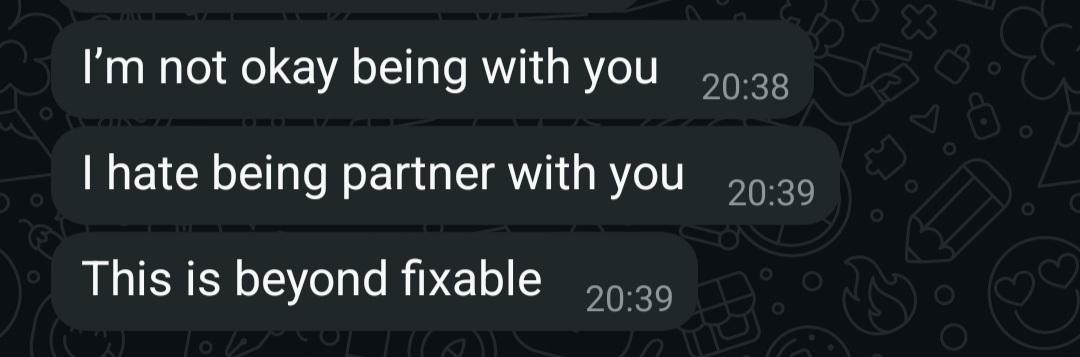 I’m not okay being with you 20:38
I hate being partner with you 20:39
This is beyond fixable 20:39